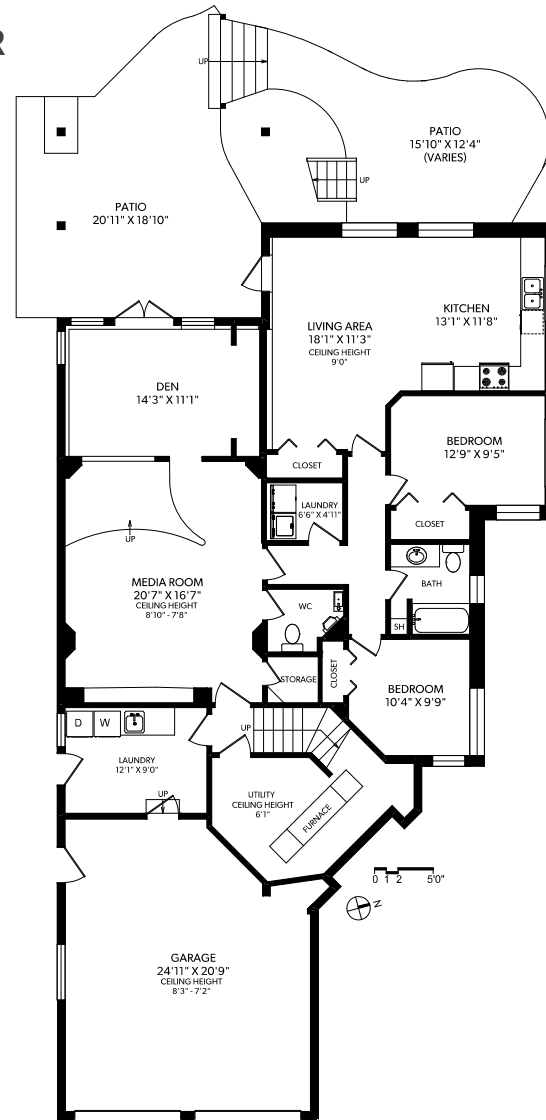 R
UP
PATIO
15'10" X 12'4"
(VARIES)
UP
PATIO
20'11" X 18'10"
KITCHEN
13'1" X 11'8"
LIVING AREA
18'1" X 11'3"
CEILING HEIGHT
9'0"
DEN
14'3" X 11'1"
BEDROOM
12'9" X 9'5"
CLOSET
LAUNDRY
6'6" X 4'11"
CLOSET
UP
MEDIA ROOM
20'7" X 16'7"
CEILING HEIGHT
8'10" - 7'8"
BATH
WC
SH
STORAGE
CLOSET
BEDROOM
10'4" X 9'9"
D W
UP
LAUNDRY
12'1" X 9'0"
UP
UTILITY
CEILING HEIGHT
6'1"
FURNACE
0 1 2 5'0"
N
GARAGE
24'11" X 20'9"
CEILING HEIGHT
8'3" - 7'2"